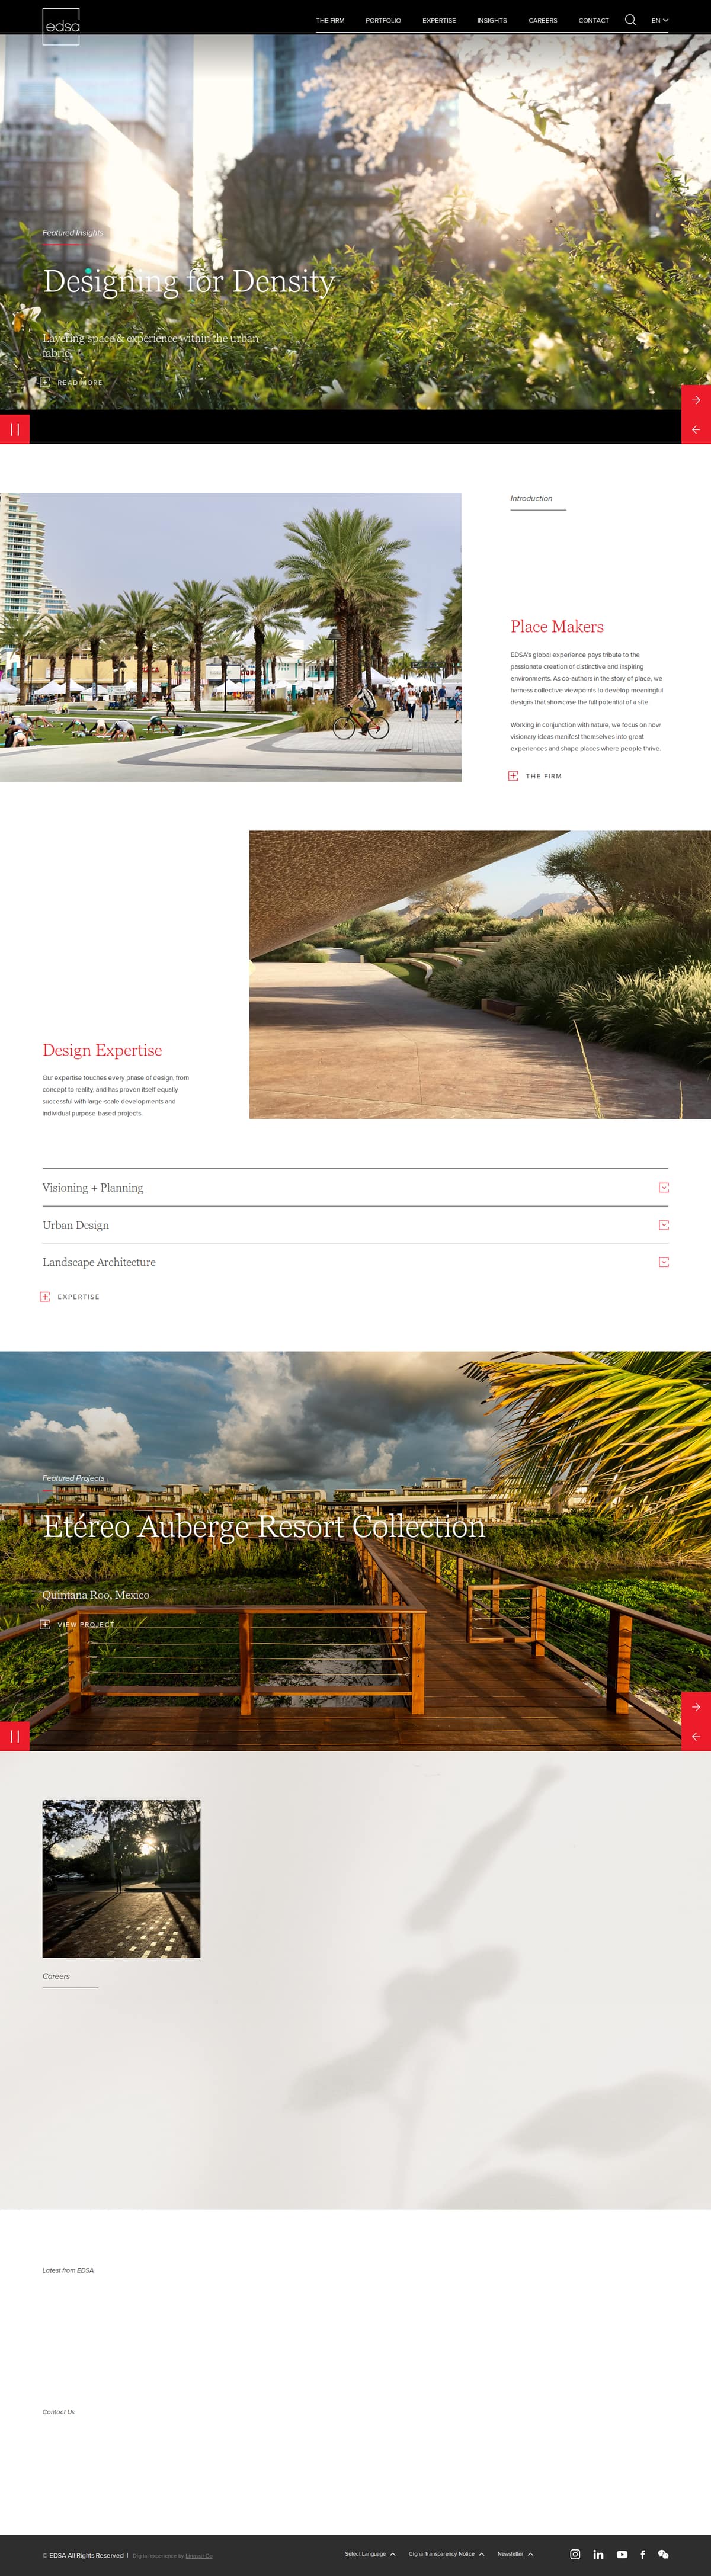 edsa
THE FIRM PORTFOLIO EXPERTISE INSIGHTS CAREERS CONTACT EN
Featured Insights
Designing for Density
Layering space & experience within the urban
fabric.
READ MORE
Introduction
Place Makers
EDSA's global experience pays tribute to the
passionate creation of distinctive and inspiring
environments. As co-authors in the story of place, we
harness collective viewpoints to develop meaningful
designs that showcase the full potential of a site.
Working in conjunction with nature, we focus on how
visionary ideas manifest themselves into great
experiences and shape places where people thrive.
THE FIRM
Design Expertise
Our expertise touches every phase of design, from
concept to reality, and has proven itself equally
successful with large-scale developments and
individual purpose-based projects.
Visioning + Planning
Urban Design
Landscape Architecture
EXPERTISE
Featured Projects
Etéreo Auberge Resort Collection
Quintana Roo, Mexico
VIEW PROJECT
Careers
Latest from EDSA
Contact Us
© EDSA All Rights Reserved | Digital experience by
Select Language Cigna Transparency Notice Newsletter